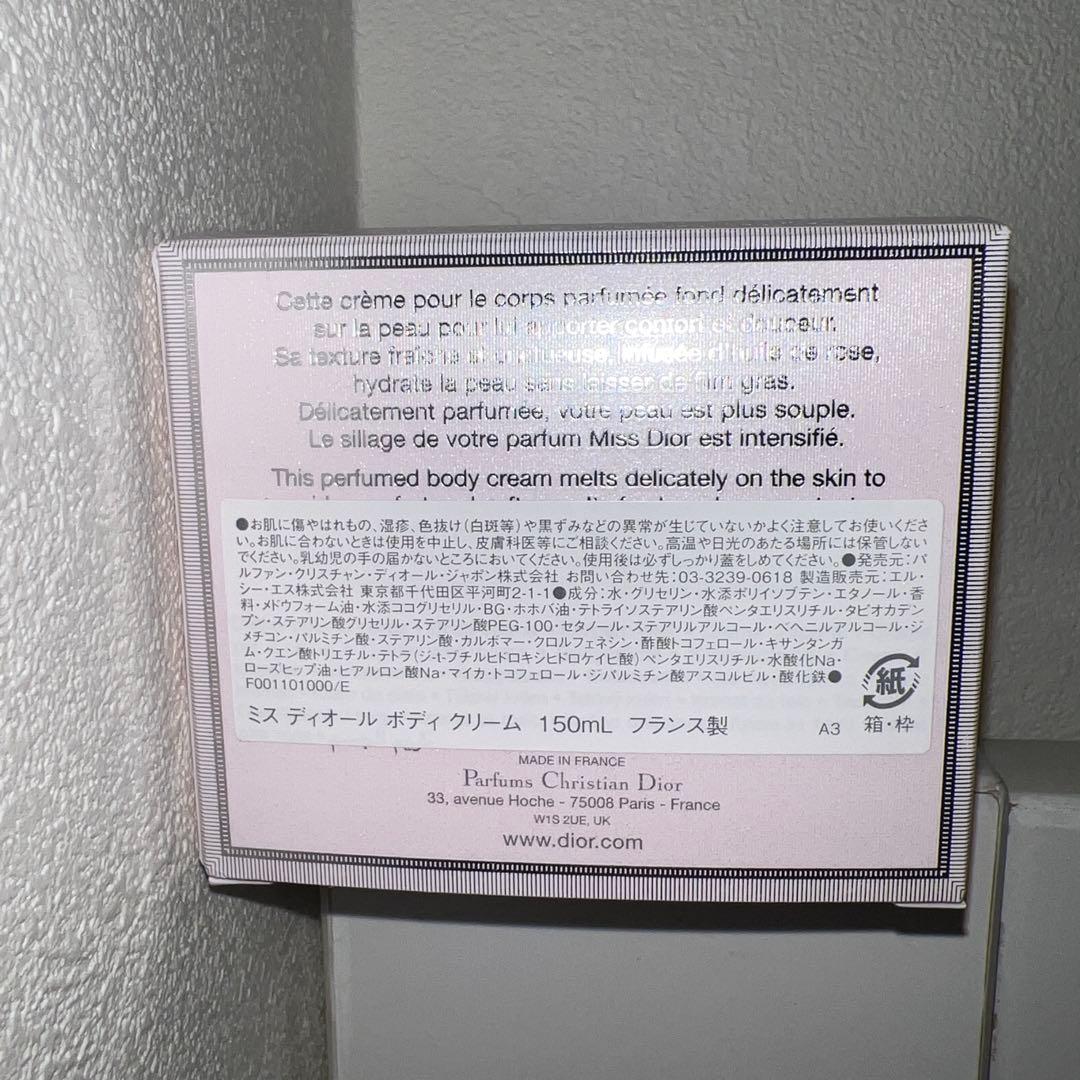 Cette crème pour le corps parfumée fond délicatement
sur la peau pour lui apporter confort et douceur.
Sa texture fraîche et onctueuse, infusée d'huile de rose,
hydrate la peau sans laisser de film gras.
Délicatement parfumée, votre peau est plus souple.
Le sillage de votre parfum Miss Dior est intensifié.
This perfumed body cream melts delicately on the skin to
●お肌に傷やはれもの、湿疹、色抜け(白斑等)や黒ずみなどの異常が生じていないかよく注意してお使いくださ
い。お肌に合わないときは使用を中止し、皮膚科医等にご相談ください。高温や日光のあたる場所には保管しない
でください。乳幼児の手の届かないところにおいてください。使用後は必ずしっかり蓋をしめてください。●発売元:パ
ルファン・クリスチャン・ディオール・ジャポン株式会社 お問い合わせ先:03-3239-0618 製造販売元:エル・
シー・エス株式会社 東京都千代田区平河町2-1-1●成分:水・グリセリン・水添ポリイソブテン・エタノール・香
料・メドウフォーム油・水添ココグリセリル・BG・ホホバ油・テトライソステアリン酸ペンタエリスリチル・タピオカデン
プン・ステアリン酸グリセリル・ステアリン酸PEG-100・セタノール・ステアリルアルコール・ベヘニルアルコール・ジ
メチコン・パルミチン酸・ステアリン酸・カルボマー・クロルフェネシン・酢酸トコフェロール・キサンタンガ
ム・クエン酸トリエチル・テトラ(ジ-t-ブチルヒドロキシヒドロケイヒ酸)ペンタエリスリチル・水酸化Na・
ローズヒップ油・ヒアルロン酸Na・マイカ・トコフェロール・ジパルミチン酸アスコルビル・酸化鉄●
F001101000/E
紙
ミス ディオール ボディ クリーム 150mL フランス製 A3 箱・枠
MADE IN FRANCE
Parfums Christian Dior
33, avenue Hoche - 75008 Paris - France
W1S 2UE, UK
www.dior.com